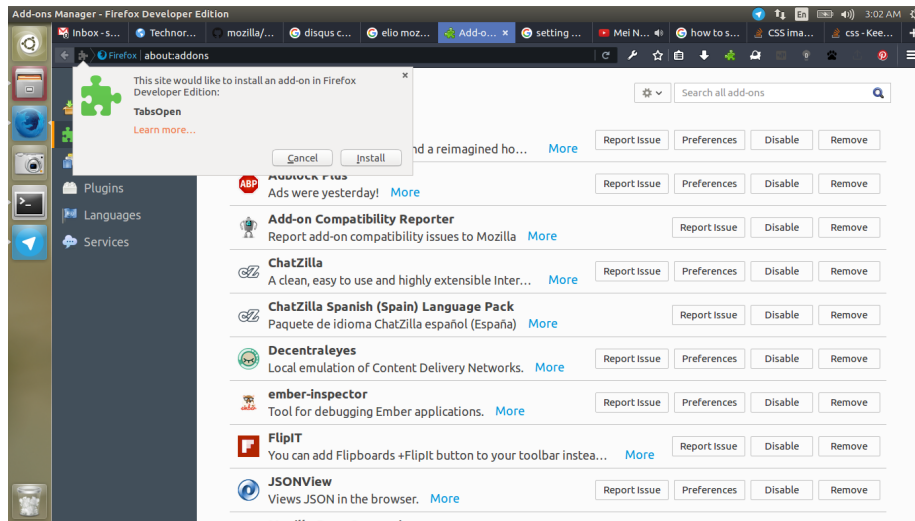 Add-ons Manager - Firefox Developer Edition
En
3:02 AM
Inbox - s...
Technor...
mozilla/...
disqus c...
elio moz...
Add-o...
setting ...
Mei N...
how to s...
CSS ima...
css - Kee...
Firefox
about:addons
This site would like to install an add-on in Firefox
Developer Edition:
TabsOpen
Learn more...
Cancel
Install
Search all add-ons
nd a reimagined ho... More
Report Issue
Preferences
Disable
Remove
ABP
Adblock Plus
Ads were yesterday! More
Report Issue
Preferences
Disable
Remove
Plugins
Languages
Services
Add-on Compatibility Reporter
Report add-on compatibility issues to Mozilla More
Report Issue
Disable
Remove
ChatZilla
A clean, easy to use and highly extensible Inter... More
Report Issue
Preferences
Disable
Remove
ChatZilla Spanish (Spain) Language Pack
Paquete de idioma ChatZilla español (España) More
Report Issue
Disable
Remove
Decentraleyes
Local emulation of Content Delivery Networks. More
Report Issue
Preferences
Disable
Remove
ember-inspector
Tool for debugging Ember applications. More
Report Issue
Preferences
Disable
Remove
FlipIT
You can add Flipboards +FlipIt button to your toolbar instea... More
Report Issue
Disable
Remove
JSONView
Views JSON in the browser. More
Report Issue
Preferences
Disable
Remove